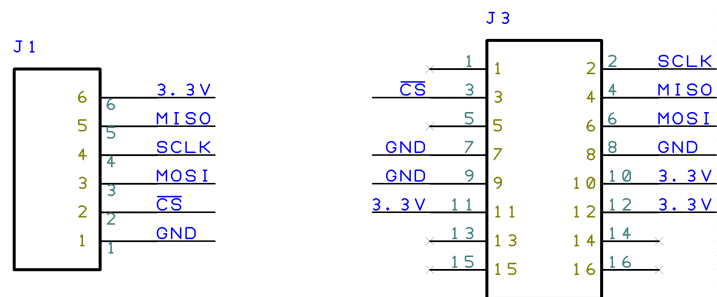 J1
6 3.3V
6
5 MISO
5
4 SCLK
4
3 MOSI
3
2 C̅S̅
2
1 GND
1
J3
1 1 2 2 SCLK
C̅S̅ 3 3 4 4 MISO
5 5 6 6 MOSI
GND 7 7 8 8 GND
GND 9 9 10 10 3.3V
3.3V 11 11 12 12 3.3V
13 13 14 14
15 15 16 16